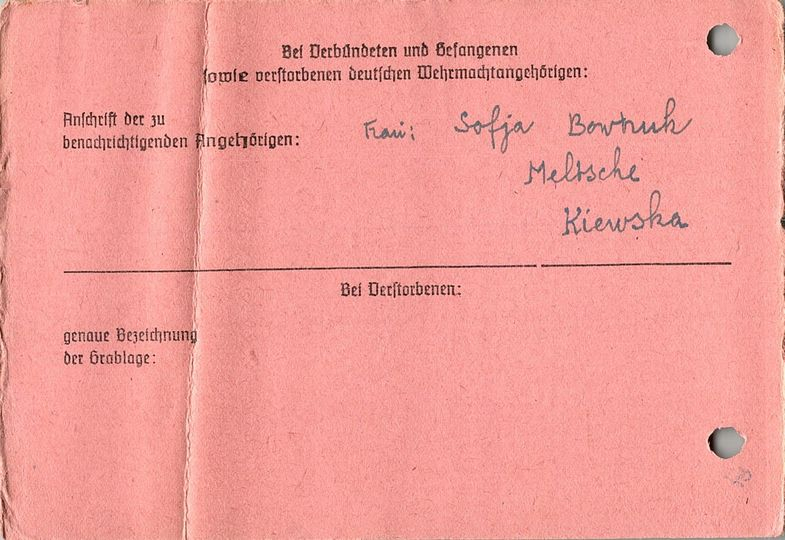 Bei Verbündeten und Gefangenen
sowie verstorbenen deutschen Wehrmachtangehörigen:
Anschrift der zu
benachrichtigenden Angehörigen:
Frau: Sofja Bowtruk
Meltsche
Kiewska
Bei Verstorbenen:
genaue Bezeichnung
der Grablage: